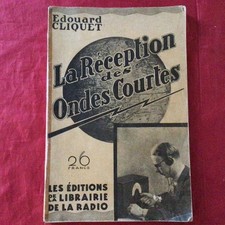 Edouard
CLIQUET
La Réception
des
Ondes Courtes
26
FRANCS
LES ÉDITIONS
DE LA LIBRAIRIE
DE LA RADIO